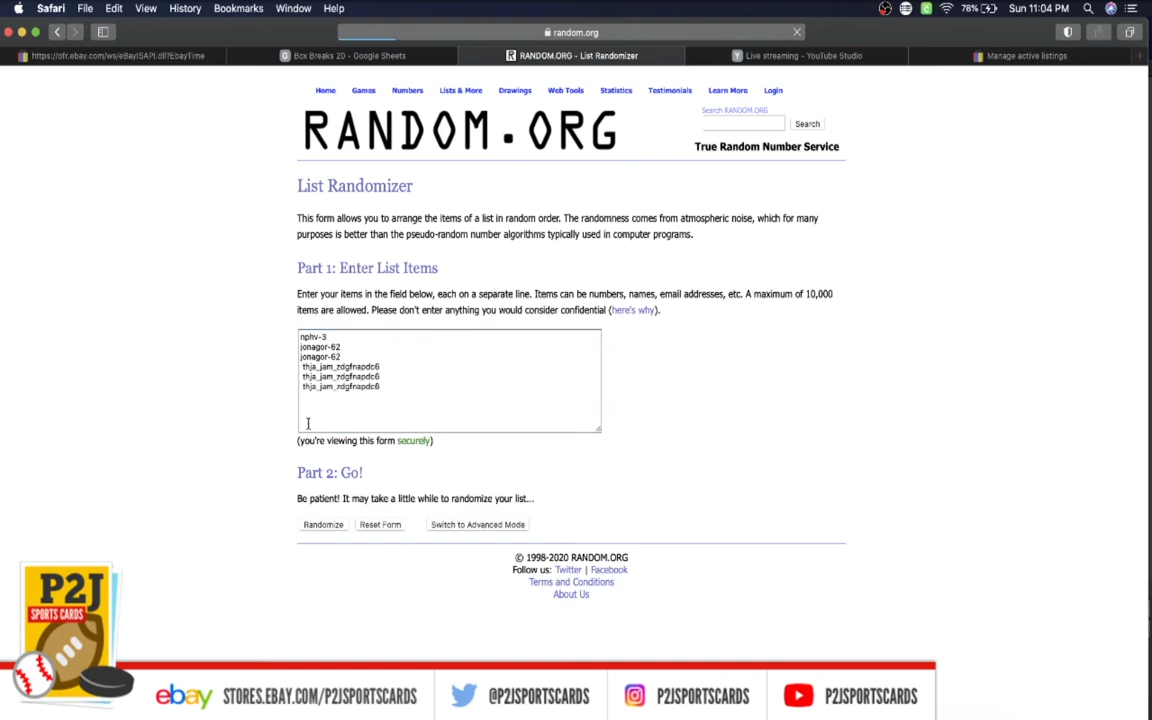 Safari File Edit View History Bookmarks Window Help 78% Sun 11:04 PM
random.org
https://ofr.ebay.com/ws/eBayISAPI.dll?EbayTime Box Breaks 20 - Google Sheets RANDOM.ORG - List Randomizer Live streaming - YouTube Studio Manage active listings
Home Games Numbers Lists & More Drawings Web Tools Statistics Testimonials Learn More Login
RANDOM.ORG
Search RANDOM.ORG
Search
True Random Number Service
List Randomizer
This form allows you to arrange the items of a list in random order. The randomness comes from atmospheric noise, which for many
purposes is better than the pseudo-random number algorithms typically used in computer programs.
Part 1: Enter List Items
Enter your items in the field below, each on a separate line. Items can be numbers, names, email addresses, etc. A maximum of 10,000
items are allowed. Please don't enter anything you would consider confidential (here's why).
nphv-3
jonagor-62
jonagor-62
thja_jam_zdgfnapdc6
thja_jam_zdgfnapdc6
thja_jam_zdgfnapdc6
(you're viewing this form securely)
Part 2: Go!
Be patient! It may take a little while to randomize your list...
Randomize Reset Form Switch to Advanced Mode
© 1998-2020 RANDOM.ORG
Follow us: Twitter | Facebook
Terms and Conditions
About Us
P2J
SPORTS CARDS
ebay STORES.EBAY.COM/P2JSPORTSCARDS @P2JSPORTSCARDS P2JSPORTSCARDS P2JSPORTSCARDS